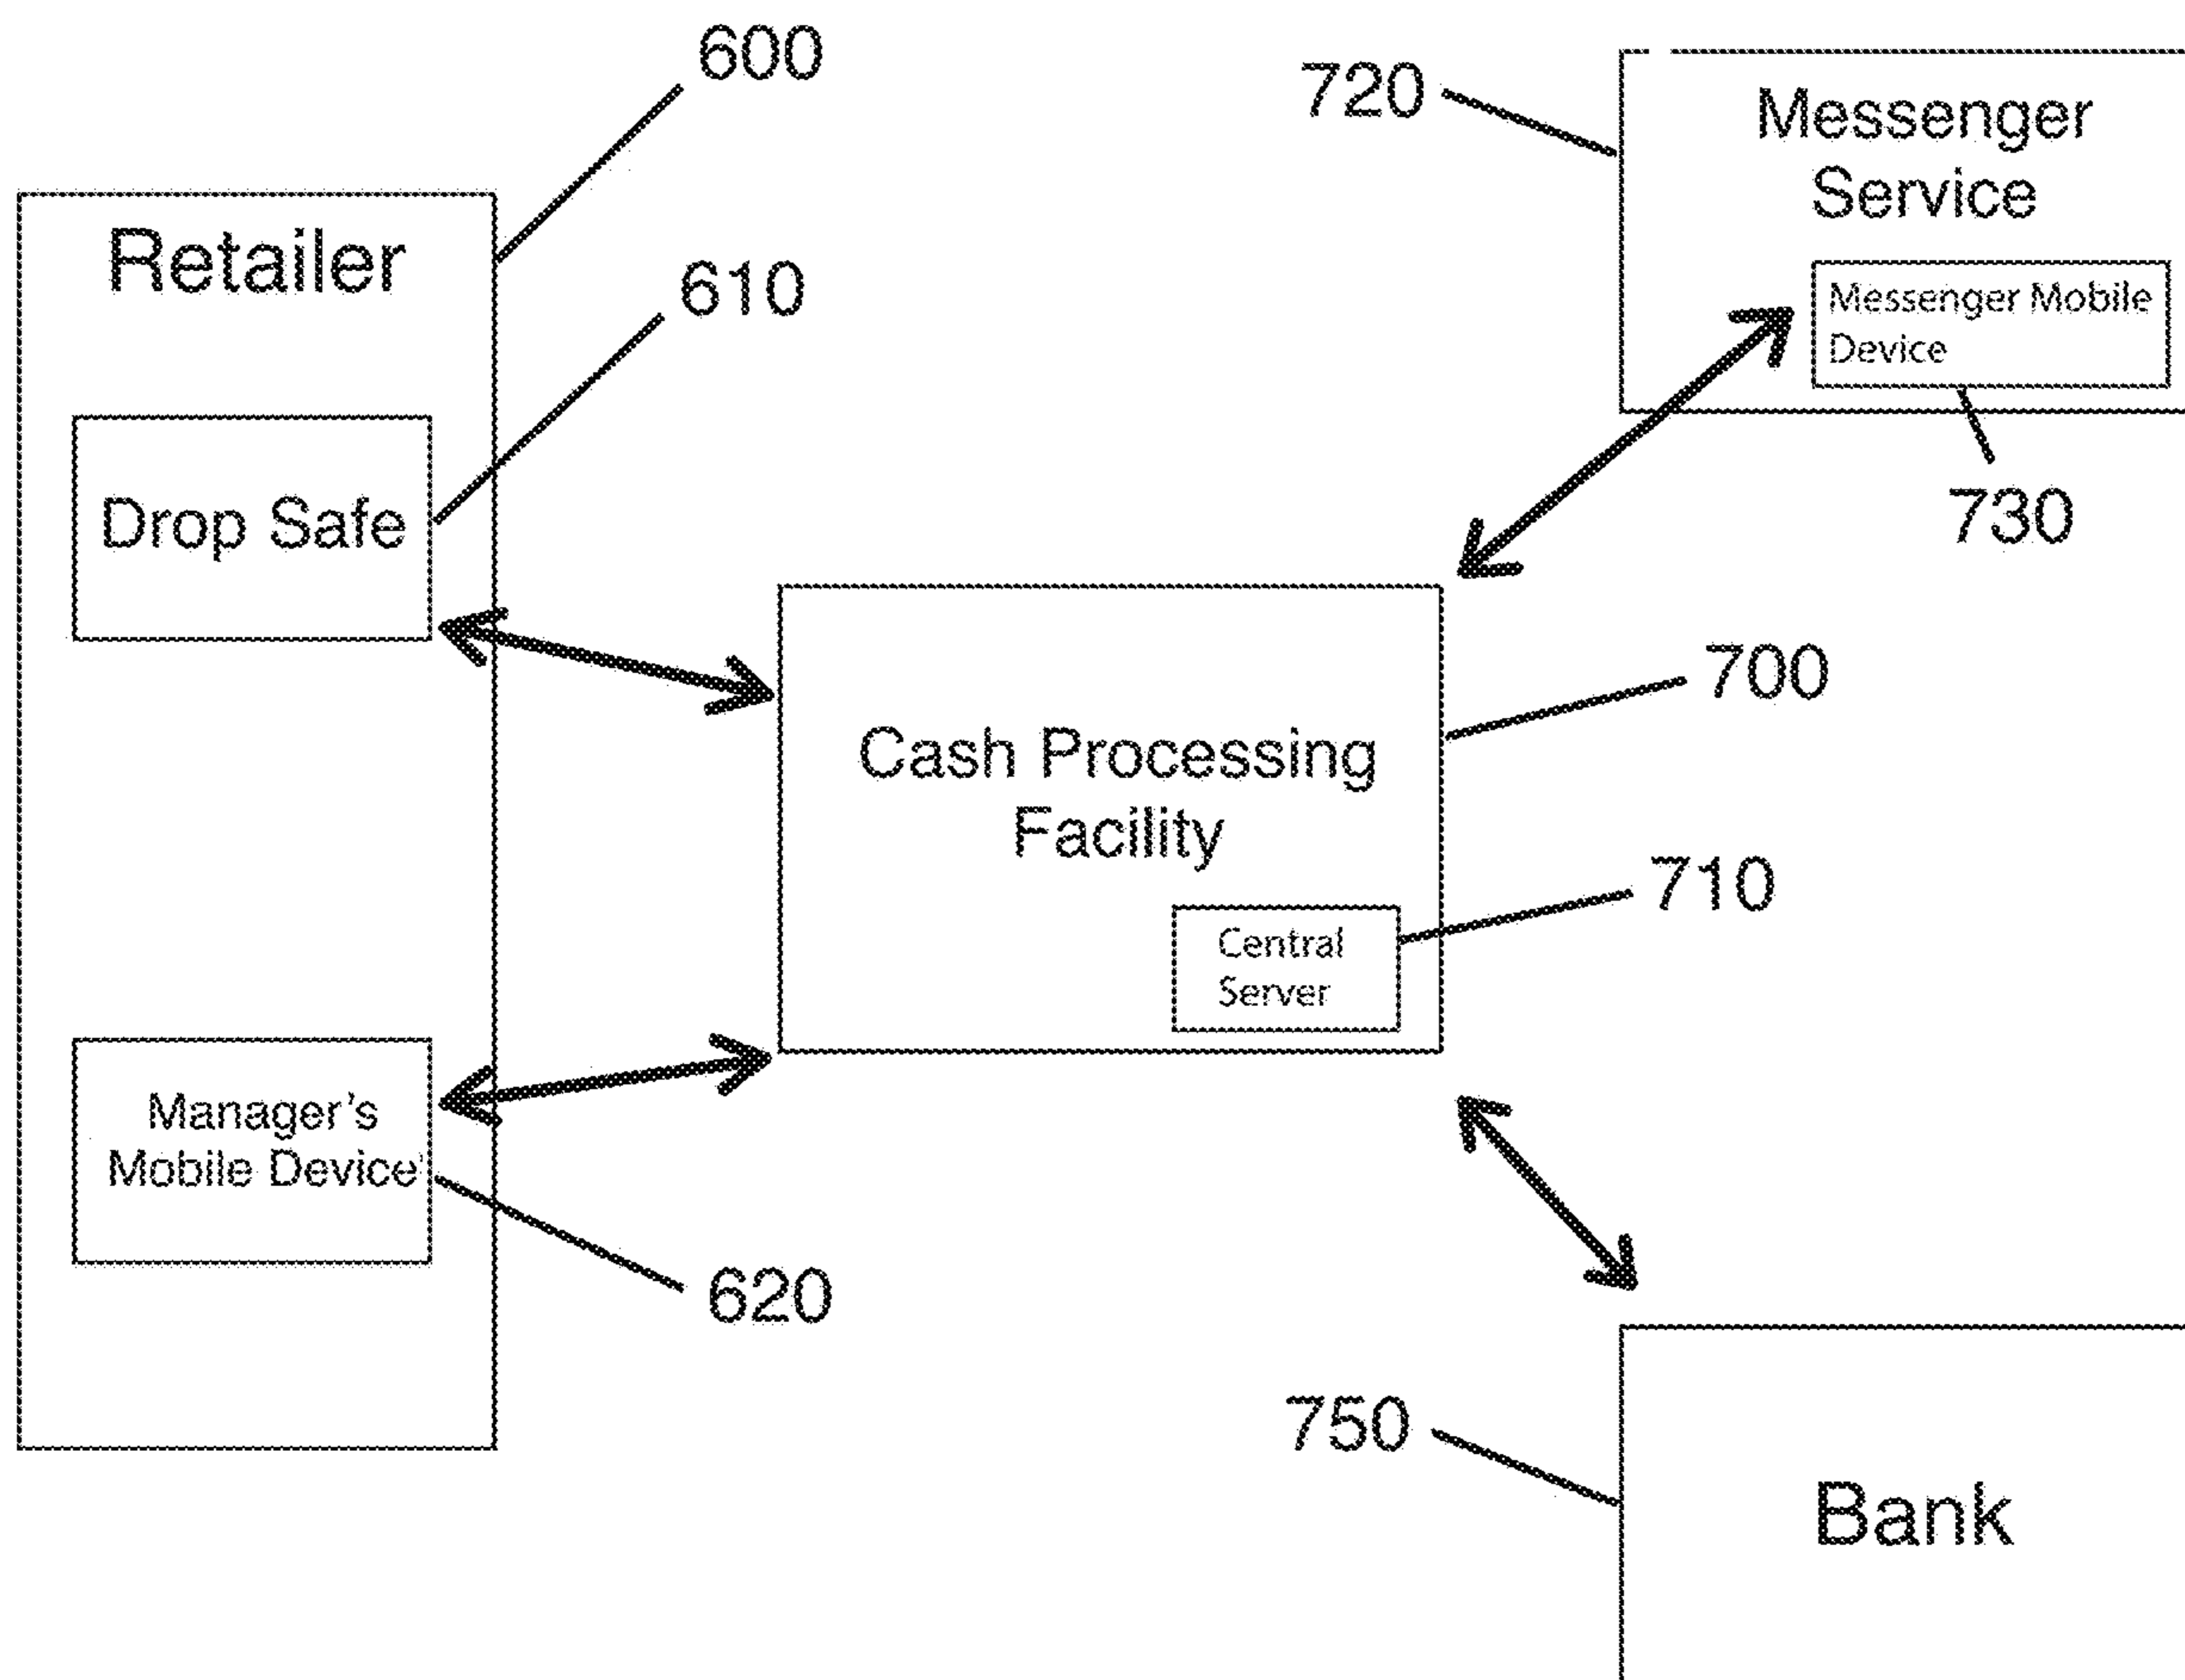 600
Retailer
610
Drop Safe
Manager's
Mobile Device
620
Cash Processing
Facility
Central
Server
700
710
720
Messenger
Service
Messenger Mobile
Device
730
750
Bank